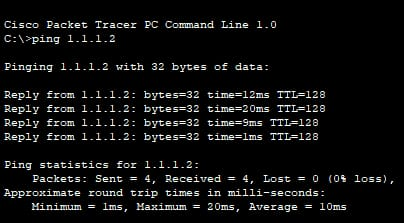 Cisco Packet Tracer PC Command Line 1.0
C:\>ping 1.1.1.2
Pinging 1.1.1.2 with 32 bytes of data:
Reply from 1.1.1.2: bytes=32 time=12ms TTL=128
Reply from 1.1.1.2: bytes=32 time=20ms TTL=128
Reply from 1.1.1.2: bytes=32 time=9ms TTL=128
Reply from 1.1.1.2: bytes=32 time=1ms TTL=128
Ping statistics for 1.1.1.2:
Packets: Sent = 4, Received = 4, Lost = 0 (0% loss),
Approximate round trip times in milli-seconds:
Minimum = 1ms, Maximum = 20ms, Average = 10ms